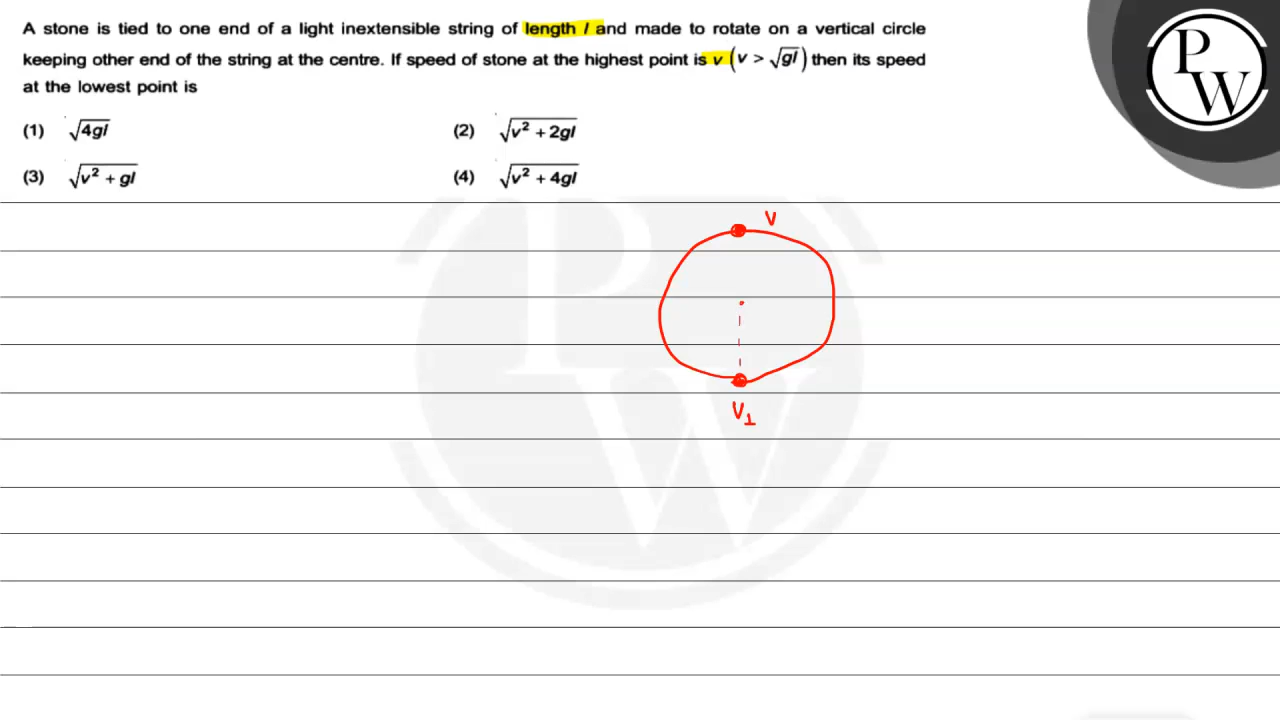 A stone is tied to one end of a light inextensible string of length l and made to rotate on a vertical circle
keeping other end of the string at the centre. If speed of stone at the highest point is v (v > √gl) then its speed
at the lowest point is
(1) √4gl (2) √v² + 2gl
(3) √v² + gl (4) √v² + 4gl
P
W
V
V⊥
P
W